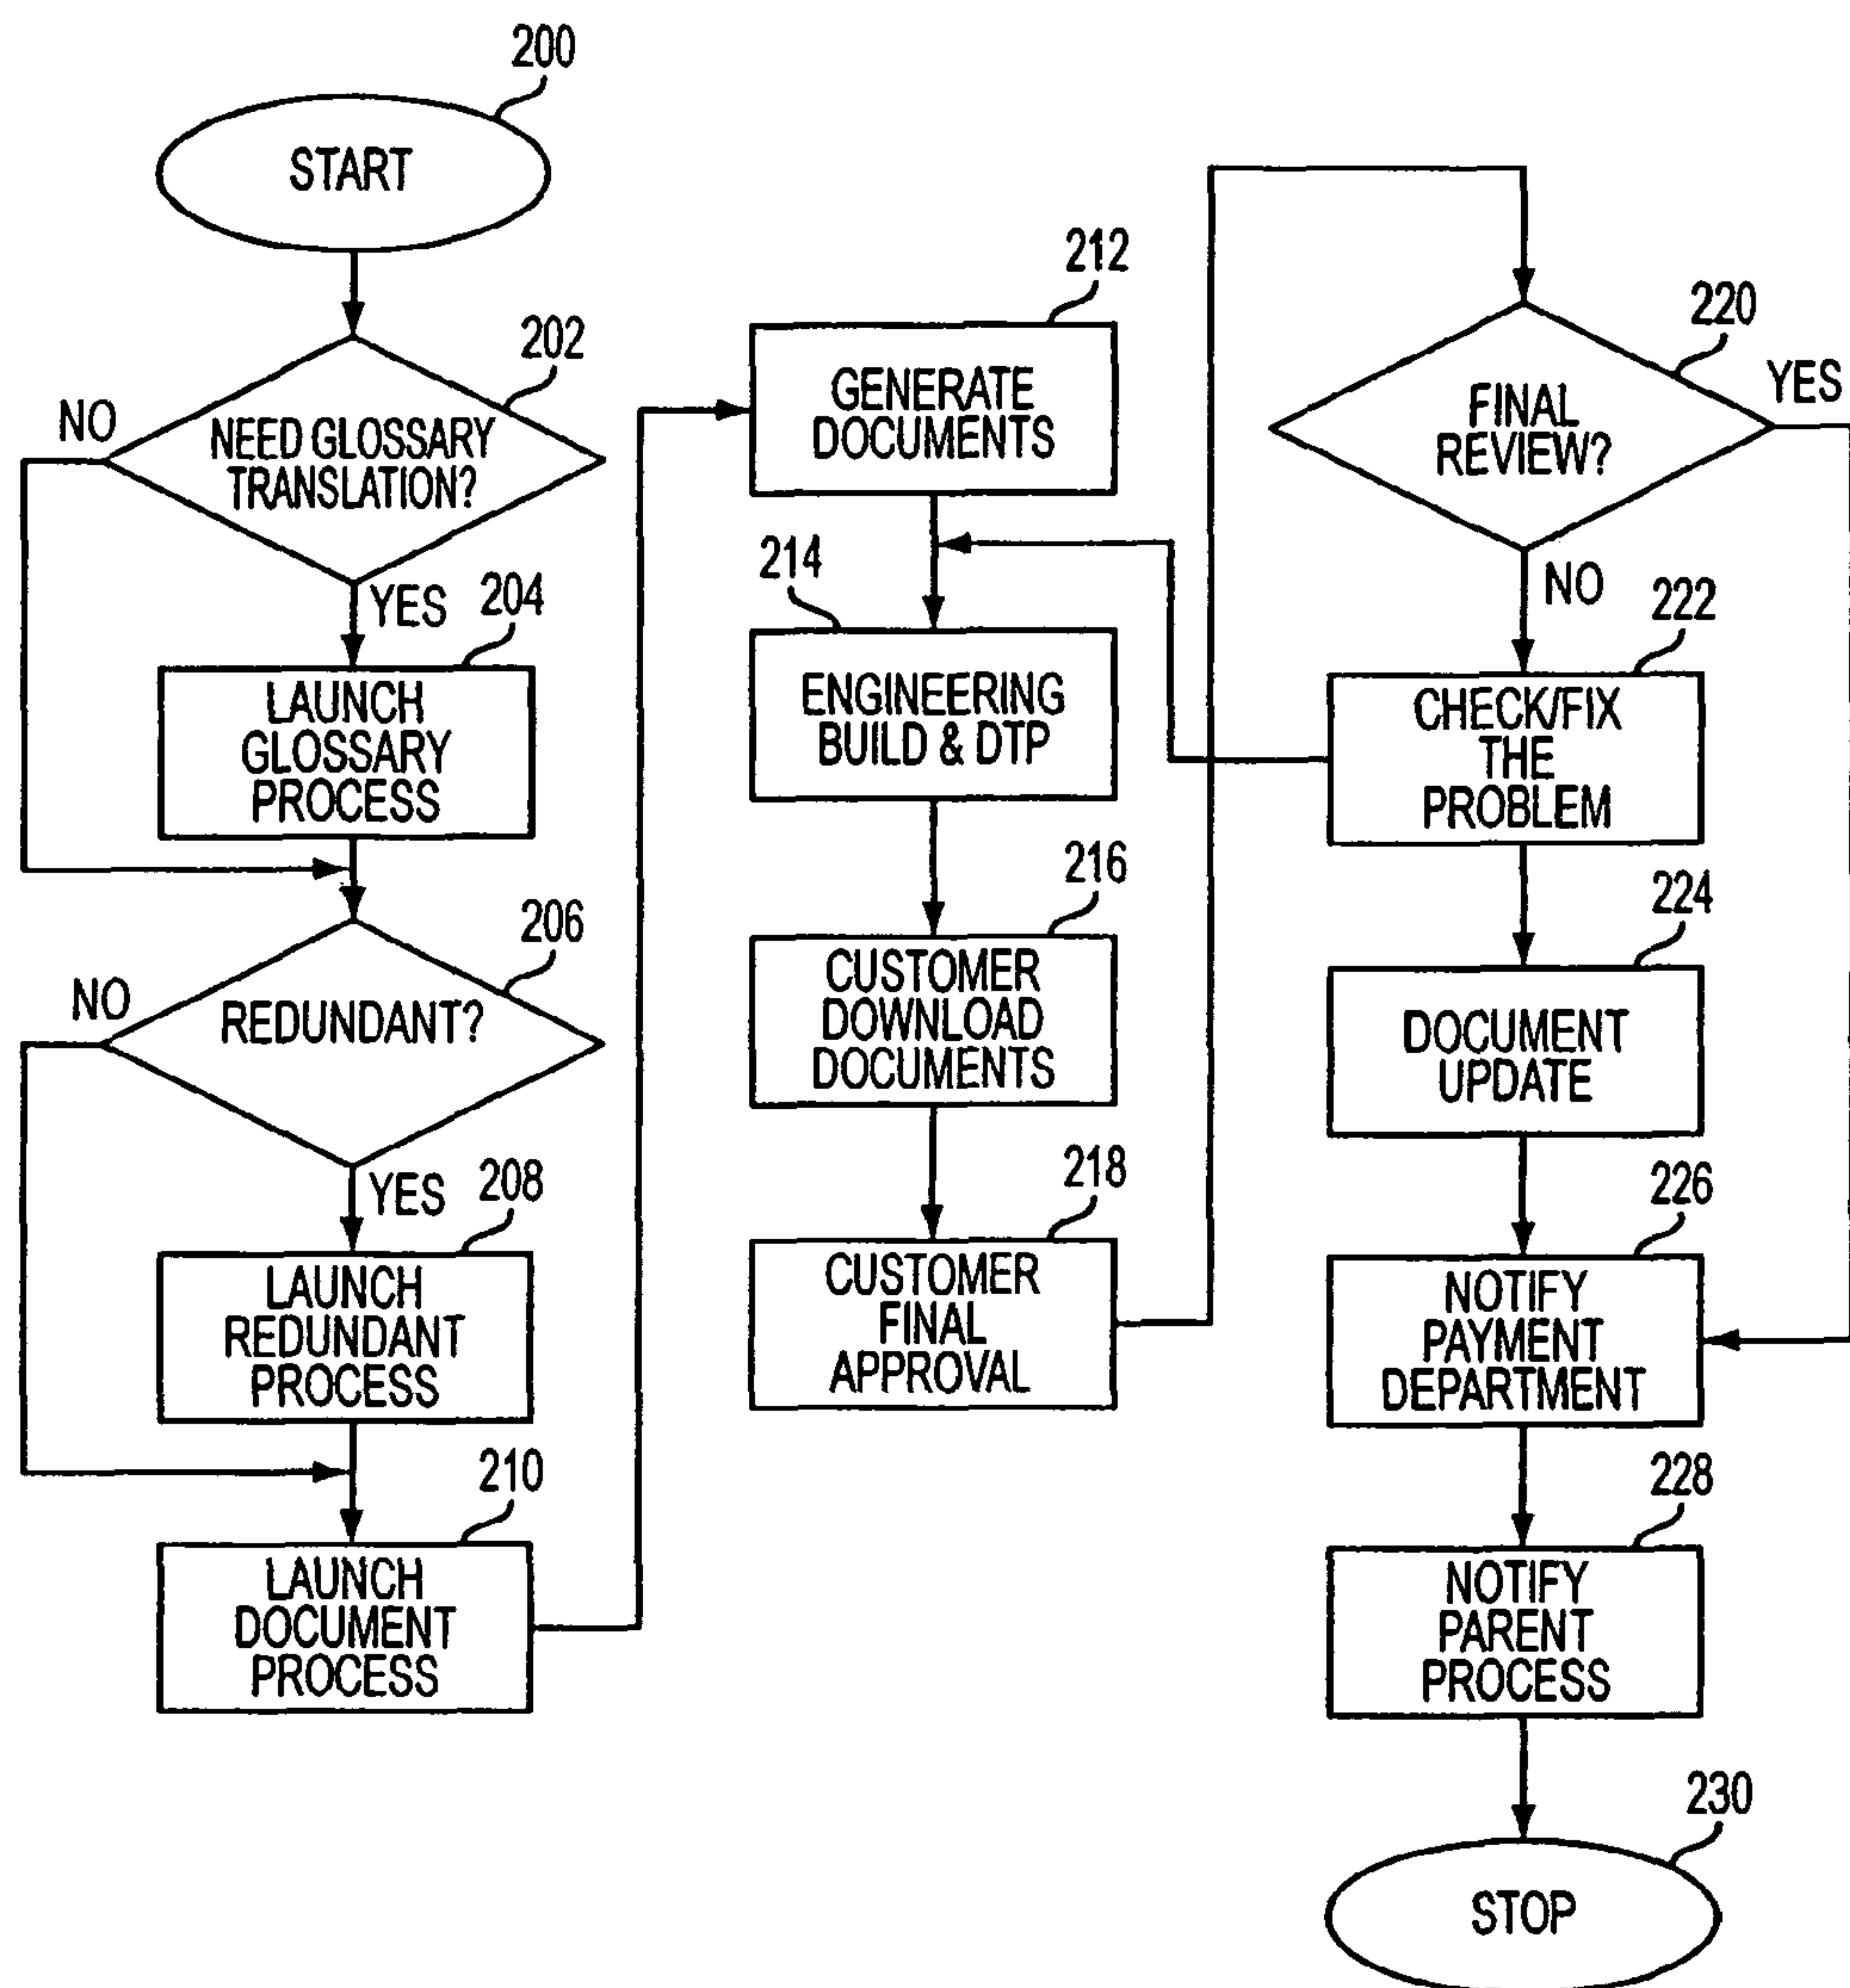 200
START
202
NO
NEED GLOSSARY
TRANSLATION?
YES
204
LAUNCH
GLOSSARY
PROCESS
206
NO
REDUNDANT?
YES
208
LAUNCH
REDUNDANT
PROCESS
210
LAUNCH
DOCUMENT
PROCESS
212
GENERATE
DOCUMENTS
214
ENGINEERING
BUILD & DTP
216
CUSTOMER
DOWNLOAD
DOCUMENTS
218
CUSTOMER
FINAL
APPROVAL
220
YES
FINAL
REVIEW?
NO
222
CHECK/FIX
THE
PROBLEM
224
DOCUMENT
UPDATE
226
NOTIFY
PAYMENT
DEPARTMENT
228
NOTIFY
PARENT
PROCESS
230
STOP